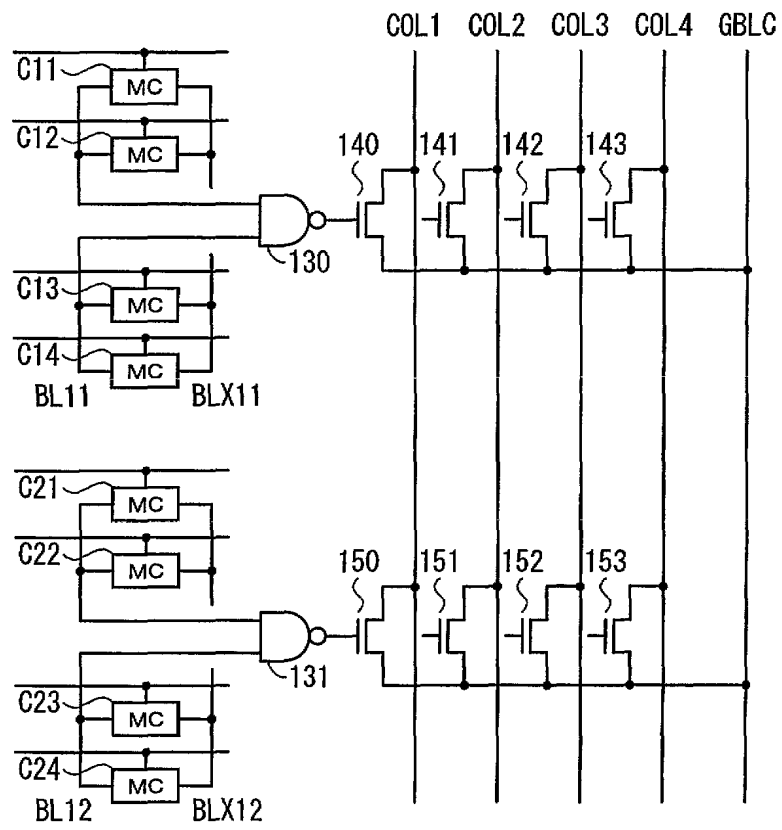 COL1 COL2 COL3 COL4 GBLC
C11 MC
C12 MC
140 141 142 143
130
C13 MC
C14 MC
BL11 BLX11
C21 MC
C22 MC
150 151 152 153
131
C23 MC
C24 MC
BL12 BLX12